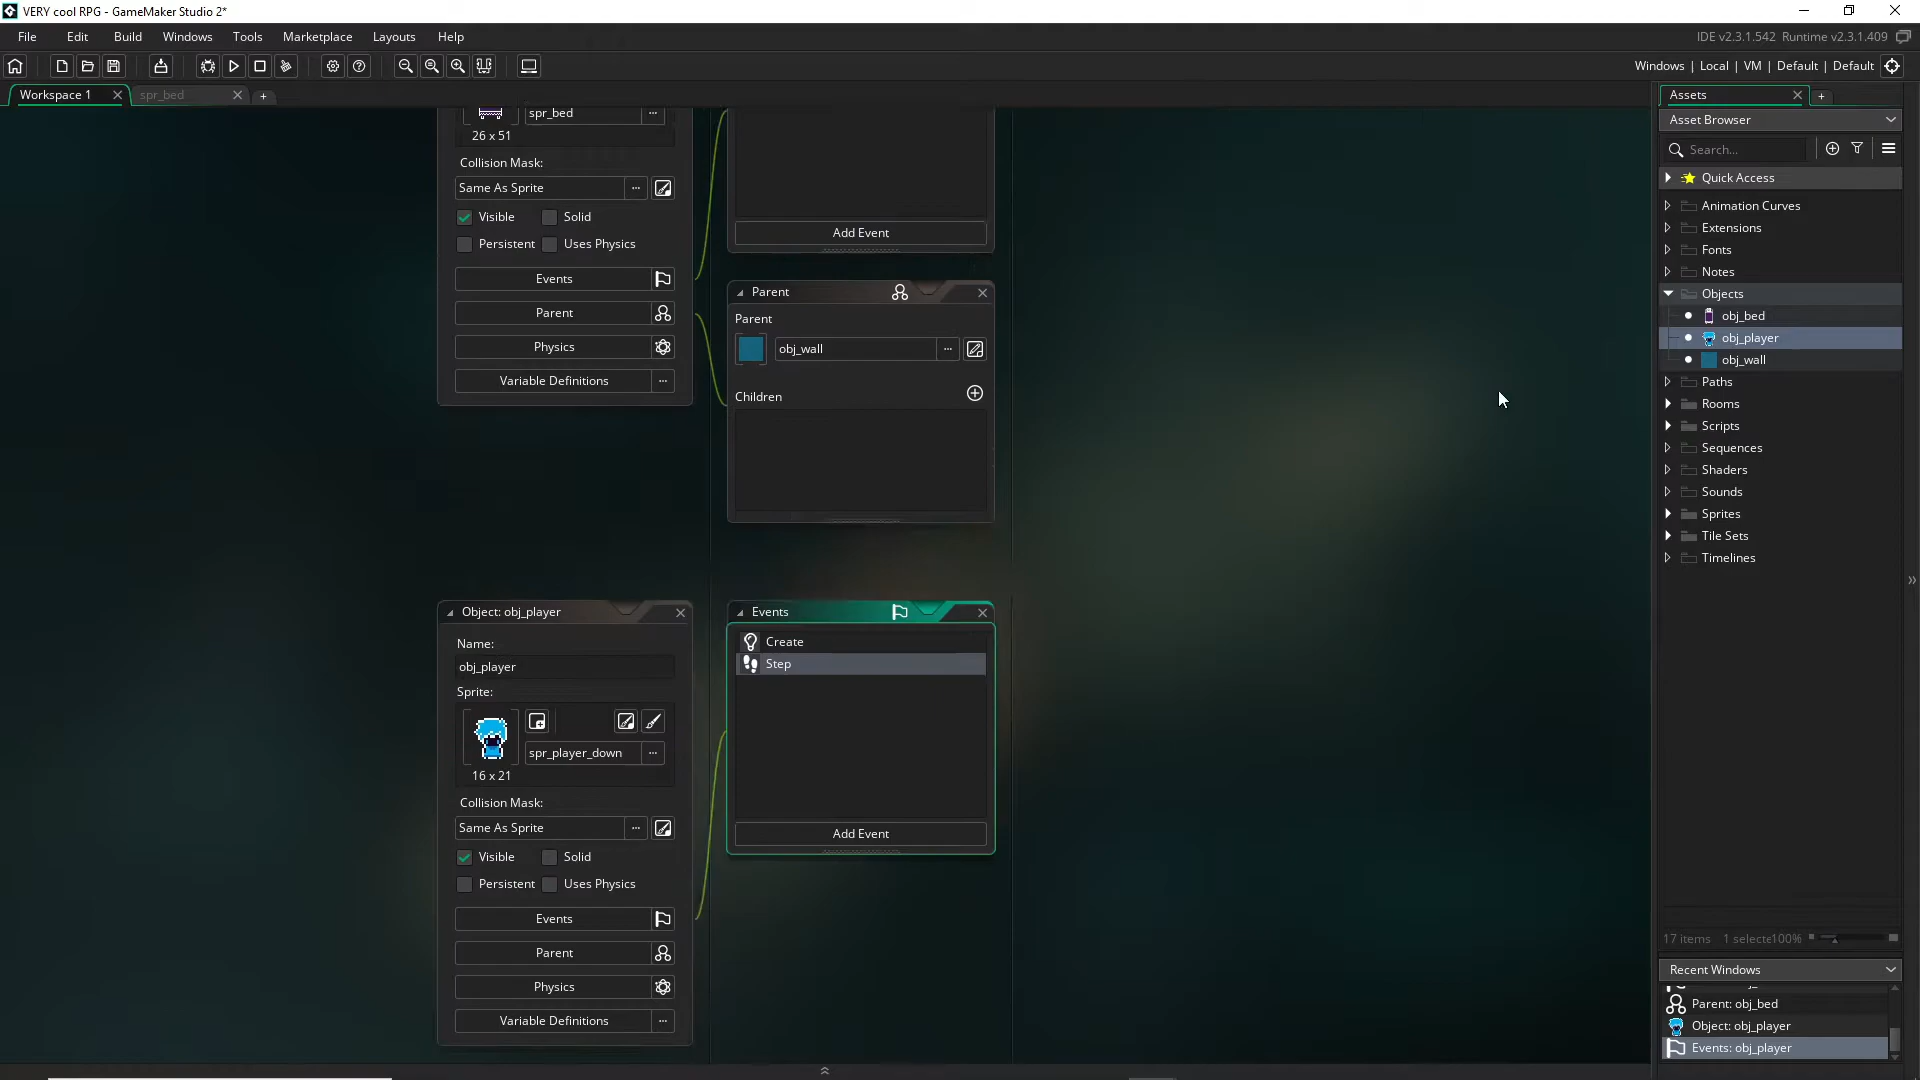 VERY cool RPG - GameMaker Studio 2*
File Edit Build Windows Tools Marketplace Layouts Help
IDE v2.3.1.542 Runtime v2.3.1.409
Windows | Local | VM | Default | Default
Workspace 1
spr_bed
Assets
Asset Browser
Search...
Quick Access
Animation Curves
Extensions
Fonts
Notes
Objects
obj_bed
obj_player
obj_wall
Paths
Rooms
Scripts
Sequences
Shaders
Sounds
Sprites
Tile Sets
Timelines
17 items 1 selecte100%
Recent Windows
Parent: obj_bed
Object: obj_player
Events: obj_player
spr_bed
26 x 51
Collision Mask:
Same As Sprite
Visible Solid
Persistent Uses Physics
Events
Parent
Physics
Variable Definitions
Add Event
Parent
Parent
obj_wall
Children
Object: obj_player
Name:
obj_player
Sprite:
spr_player_down
16 x 21
Collision Mask:
Same As Sprite
Visible Solid
Persistent Uses Physics
Events
Parent
Physics
Variable Definitions
Events
Create
Step
Add Event